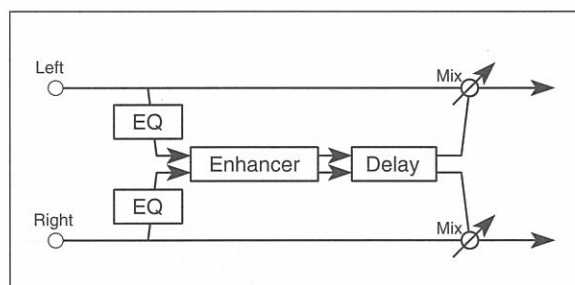 Left
Mix
EQ
Enhancer
Delay
EQ
Right
Mix